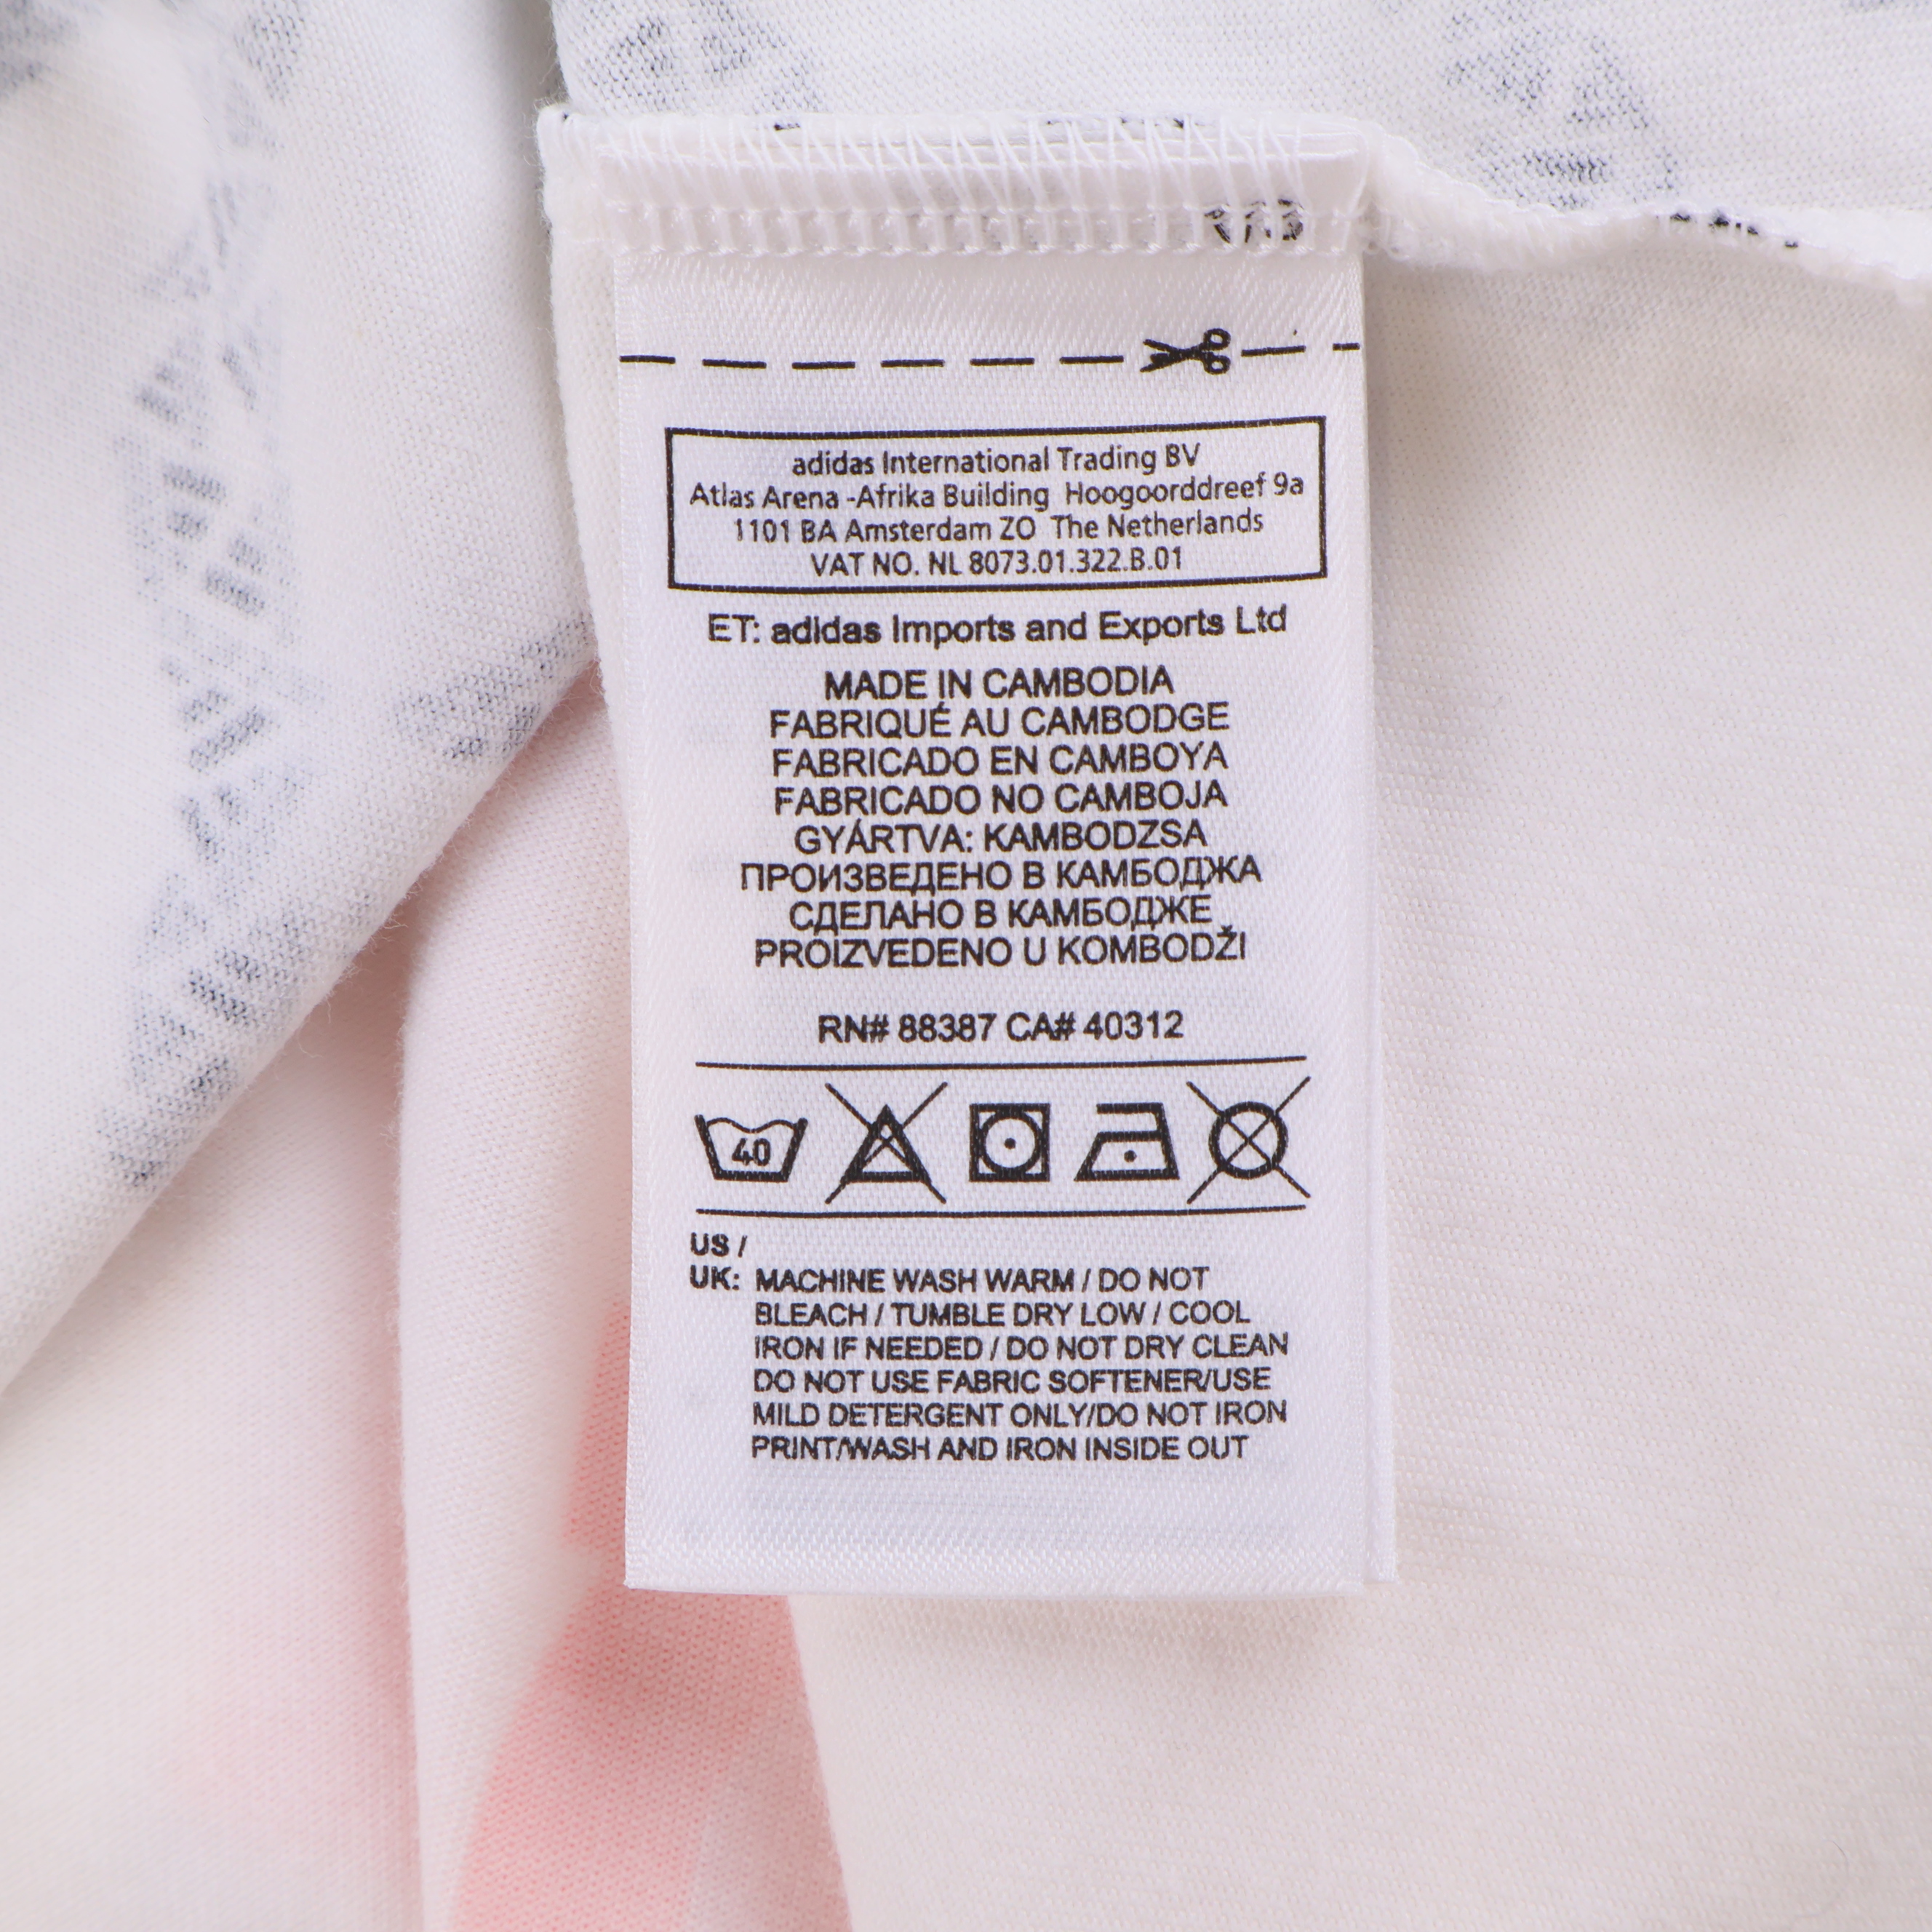 adidas International Trading BV
Atlas Arena -Afrika Building Hoogoorddreef 9a
1101 BA Amsterdam ZO The Netherlands
VAT NO. NL 8073.01.322.B.01
ET: adidas Imports and Exports Ltd
MADE IN CAMBODIA
FABRIQUÉ AU CAMBODGE
FABRICADO EN CAMBOYA
FABRICADO NO CAMBOJA
GYÁRTVA: KAMBODZSA
ПРОИЗВЕДЕНО В КАМБОДЖА
СДЕЛАНО В КАМБОДЖЕ
PROIZVEDENO U KOMBODŽI
RN# 88387 CA# 40312
40
US /
UK: MACHINE WASH WARM / DO NOT
BLEACH / TUMBLE DRY LOW / COOL
IRON IF NEEDED / DO NOT DRY CLEAN
DO NOT USE FABRIC SOFTENER/USE
MILD DETERGENT ONLY/DO NOT IRON
PRINT/WASH AND IRON INSIDE OUT